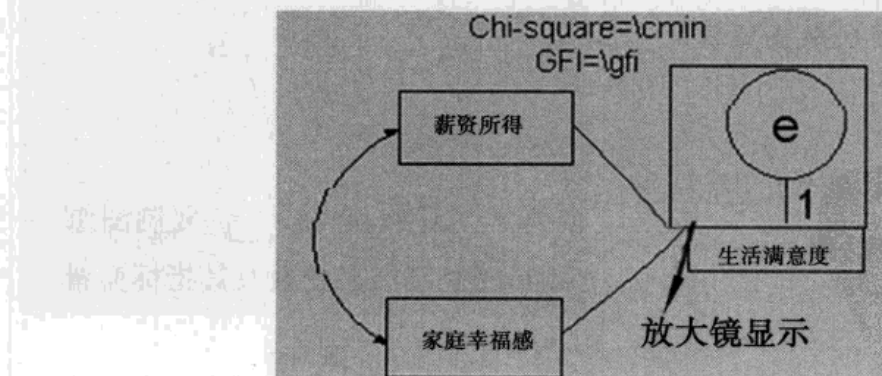 Chi-square=\cmin
GFI=\gfi
薪资所得
e
1
生活满意度
放大镜显示
家庭幸福感